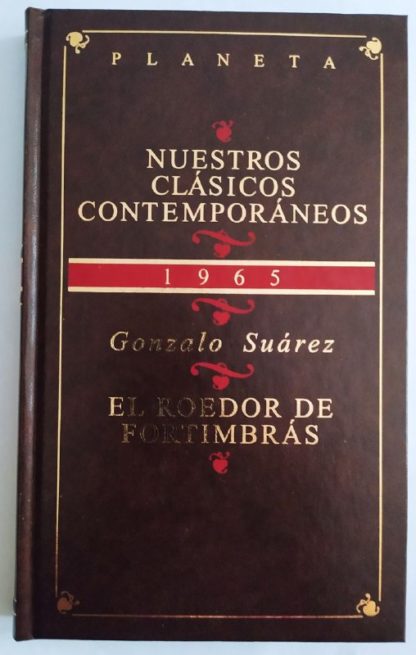 PLANETA
NUESTROS
CLÁSICOS
CONTEMPORÁNEOS
1965
Gonzalo Suárez
EL ROEDOR DE
FORTIMBRÁS